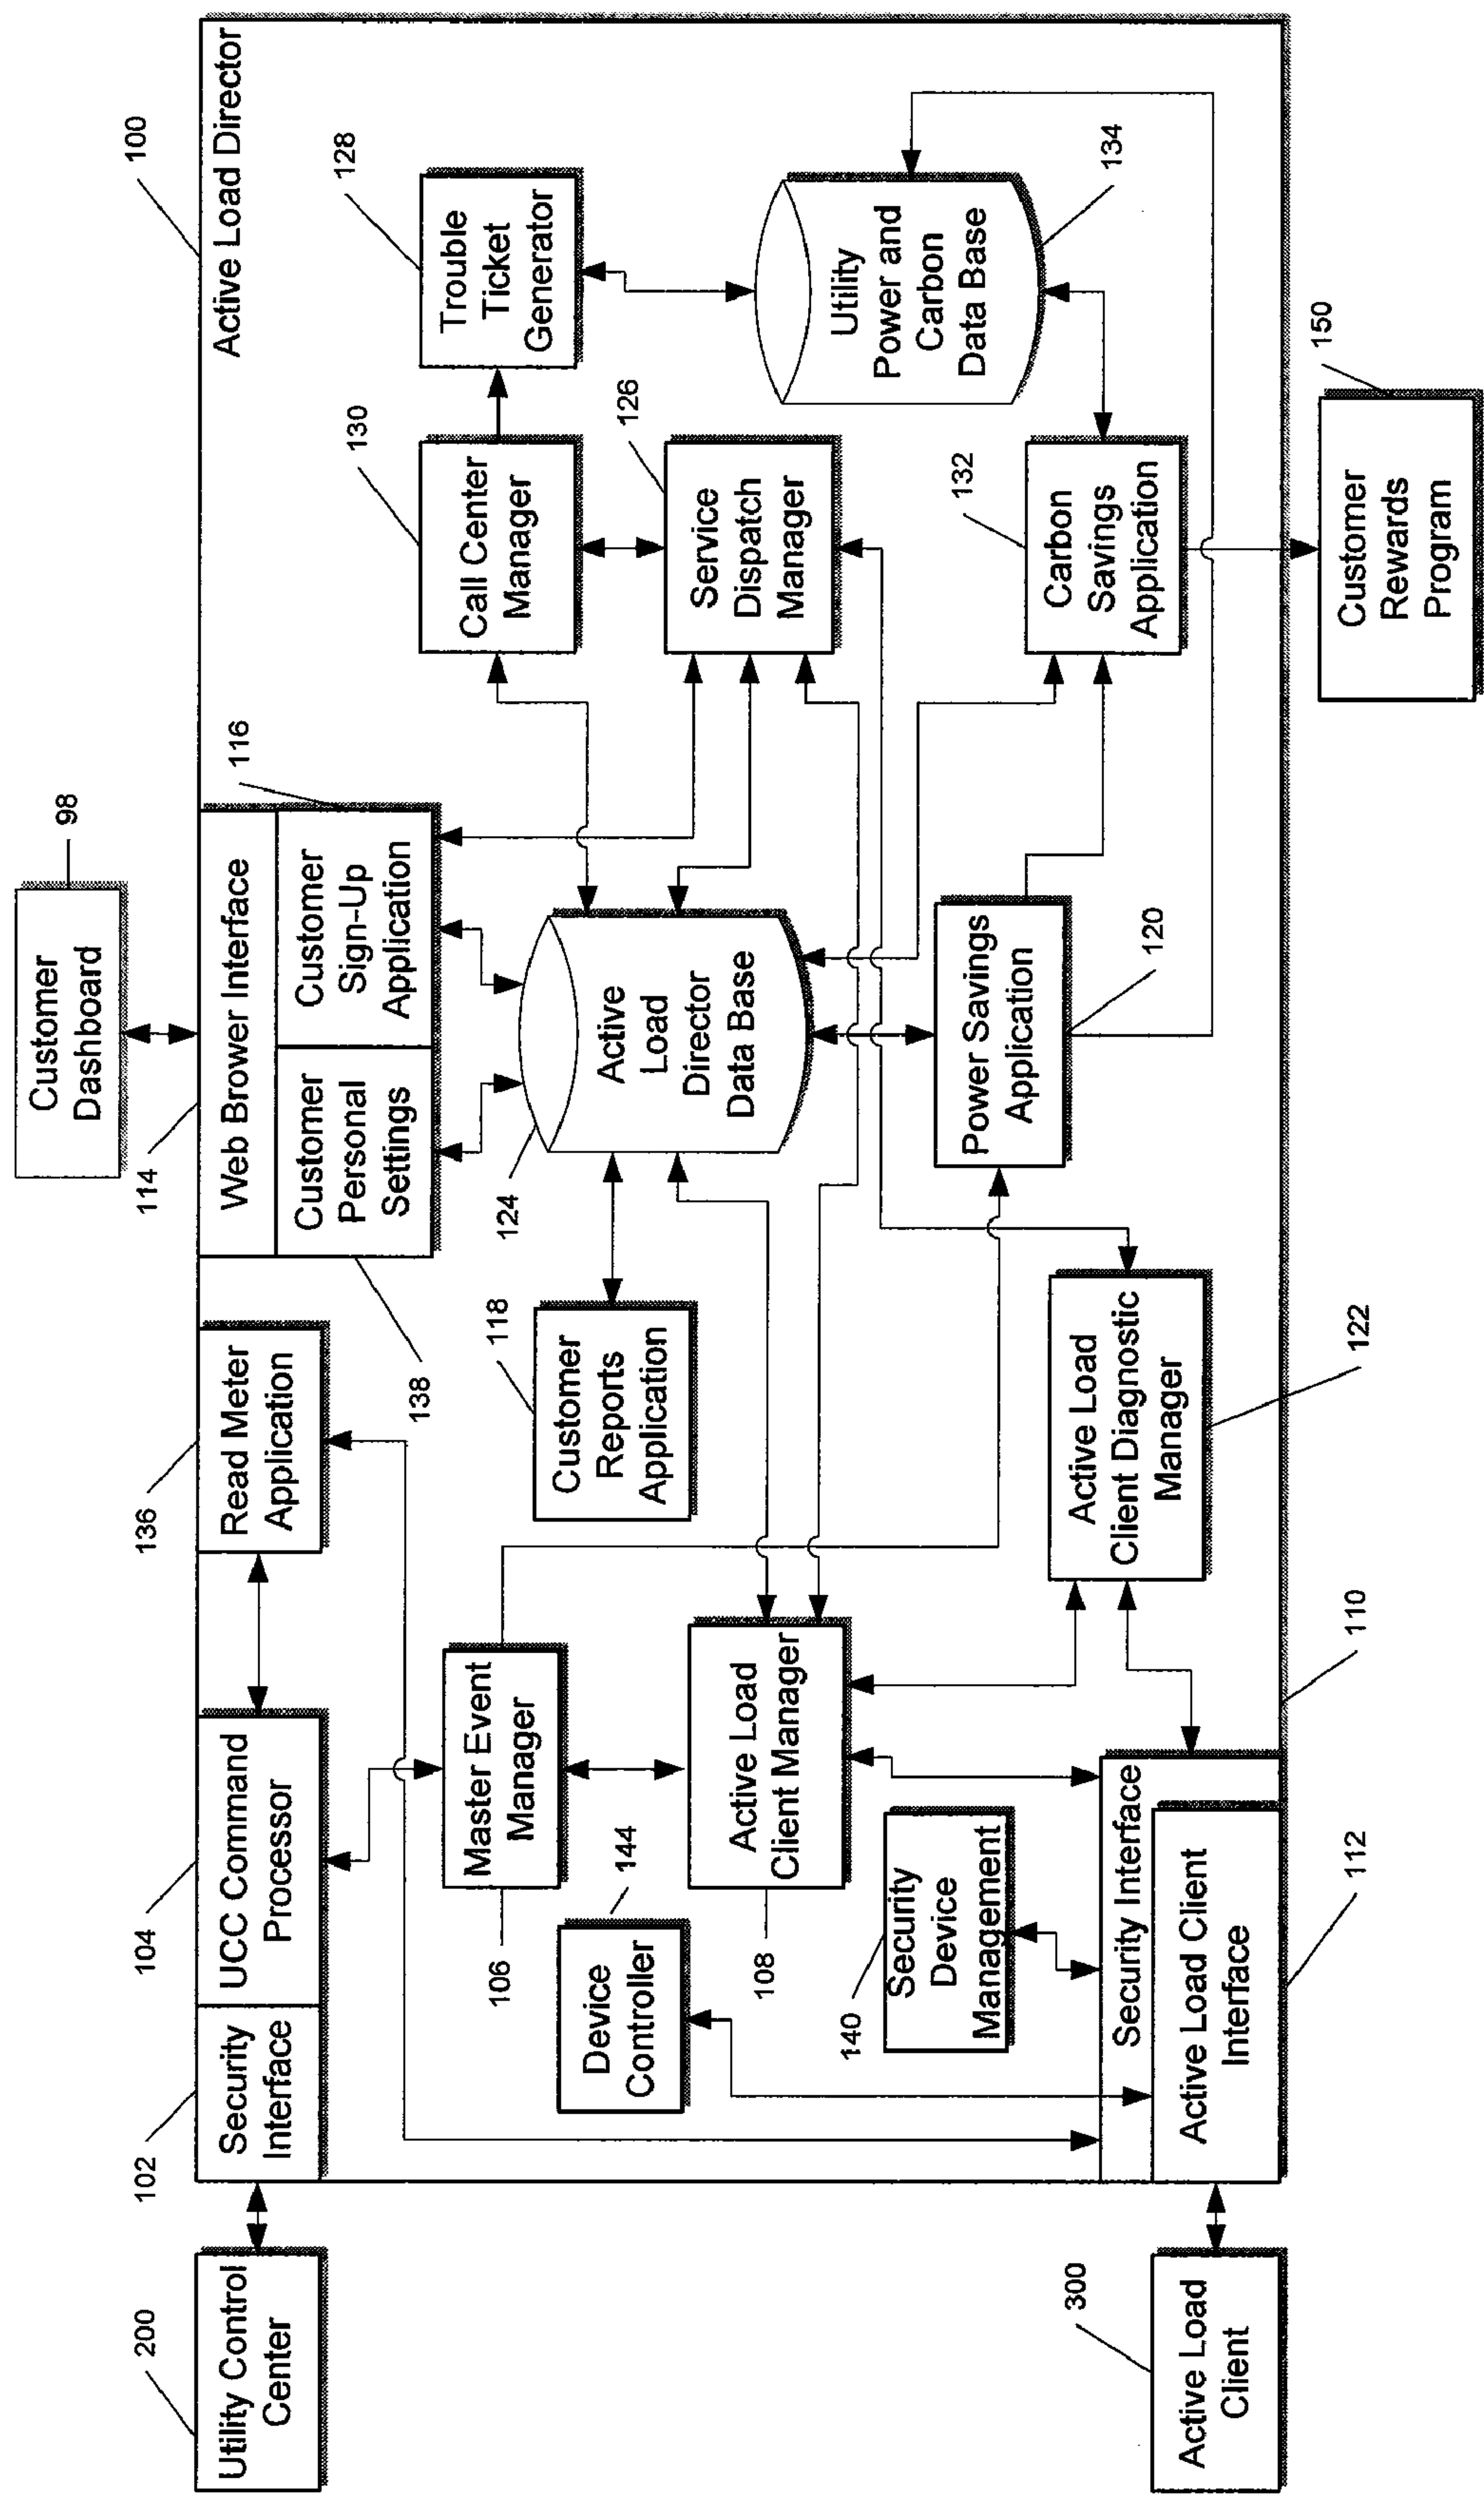 Customer
Dashboard
98
100
Active Load Director
200
Utility Control
Center
102
Security
Interface
104
UCC Command
Processor
136
Read Meter
Application
114
Web Brower Interface
138
Customer
Personal
Settings
116
Customer
Sign-Up
Application
130
Call Center
Manager
128
Trouble
Ticket
Generator
106
Master Event
Manager
144
Device
Controller
118
Customer
Reports
Application
124
Active
Load
Director
Data Base
126
Service
Dispatch
Manager
Utility
Power and
Carbon
Data Base
134
108
Active Load
Client Manager
140
Security
Device
Management
Power Savings
Application
120
132
Carbon
Savings
Application
Active Load
Client Diagnostic
Manager
122
Security Interface
110
Active Load Client
Interface
112
300
Active Load
Client
150
Customer
Rewards
Program